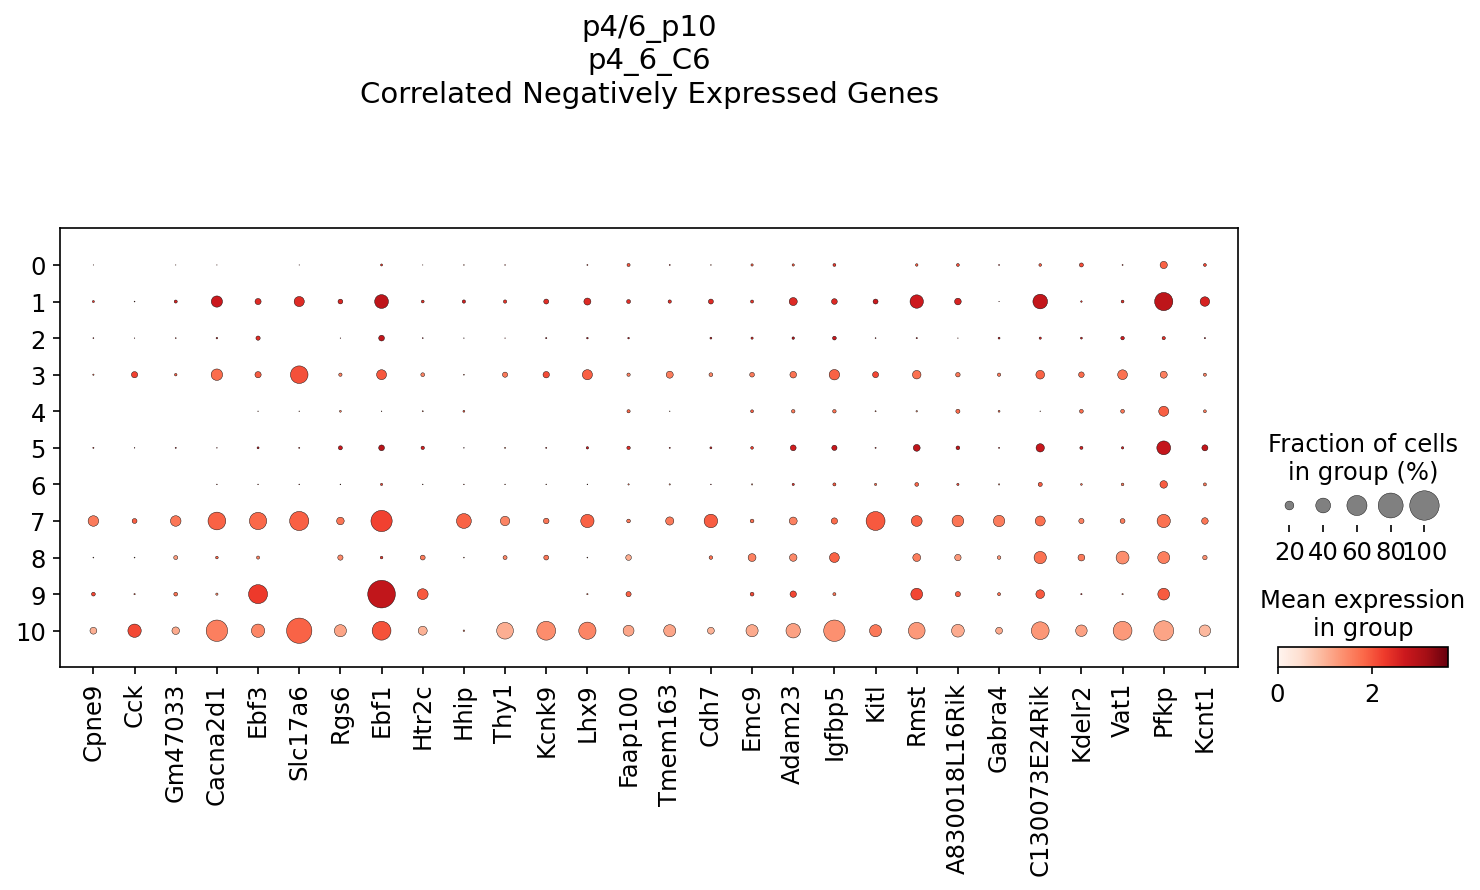 p4/6_p10
p4_6_C6
Correlated Negatively Expressed Genes
0
1
2
3
4
5
6
7
8
9
10
Cpne9
Cck
Gm47033
Cacna2d1
Ebf3
Slc17a6
Rgs6
Ebf1
Htr2c
Hhip
Thy1
Kcnk9
Lhx9
Faap100
Tmem163
Cdh7
Emc9
Adam23
Igfbp5
Kitl
Rmst
A830018L16Rik
Gabra4
C130073E24Rik
Kdelr2
Vat1
Pfkp
Kcnt1
Fraction of cells
in group (%)
20 40 60 80 100
Mean expression
in group
0 2